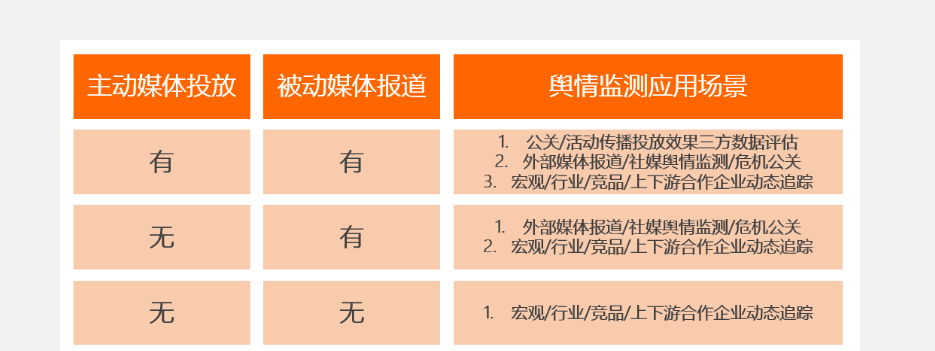 主动媒体投放
被动媒体报道
舆情监测应用场景
有
有
1. 公关/活动传播投放效果三方数据评估
2. 外部媒体报道/社媒舆情监测/危机公关
3. 宏观/行业/竞品/上下游合作企业动态追踪
无
有
1. 外部媒体报道/社媒舆情监测/危机公关
2. 宏观/行业/竞品/上下游合作企业动态追踪
无
无
1. 宏观/行业/竞品/上下游合作企业动态追踪